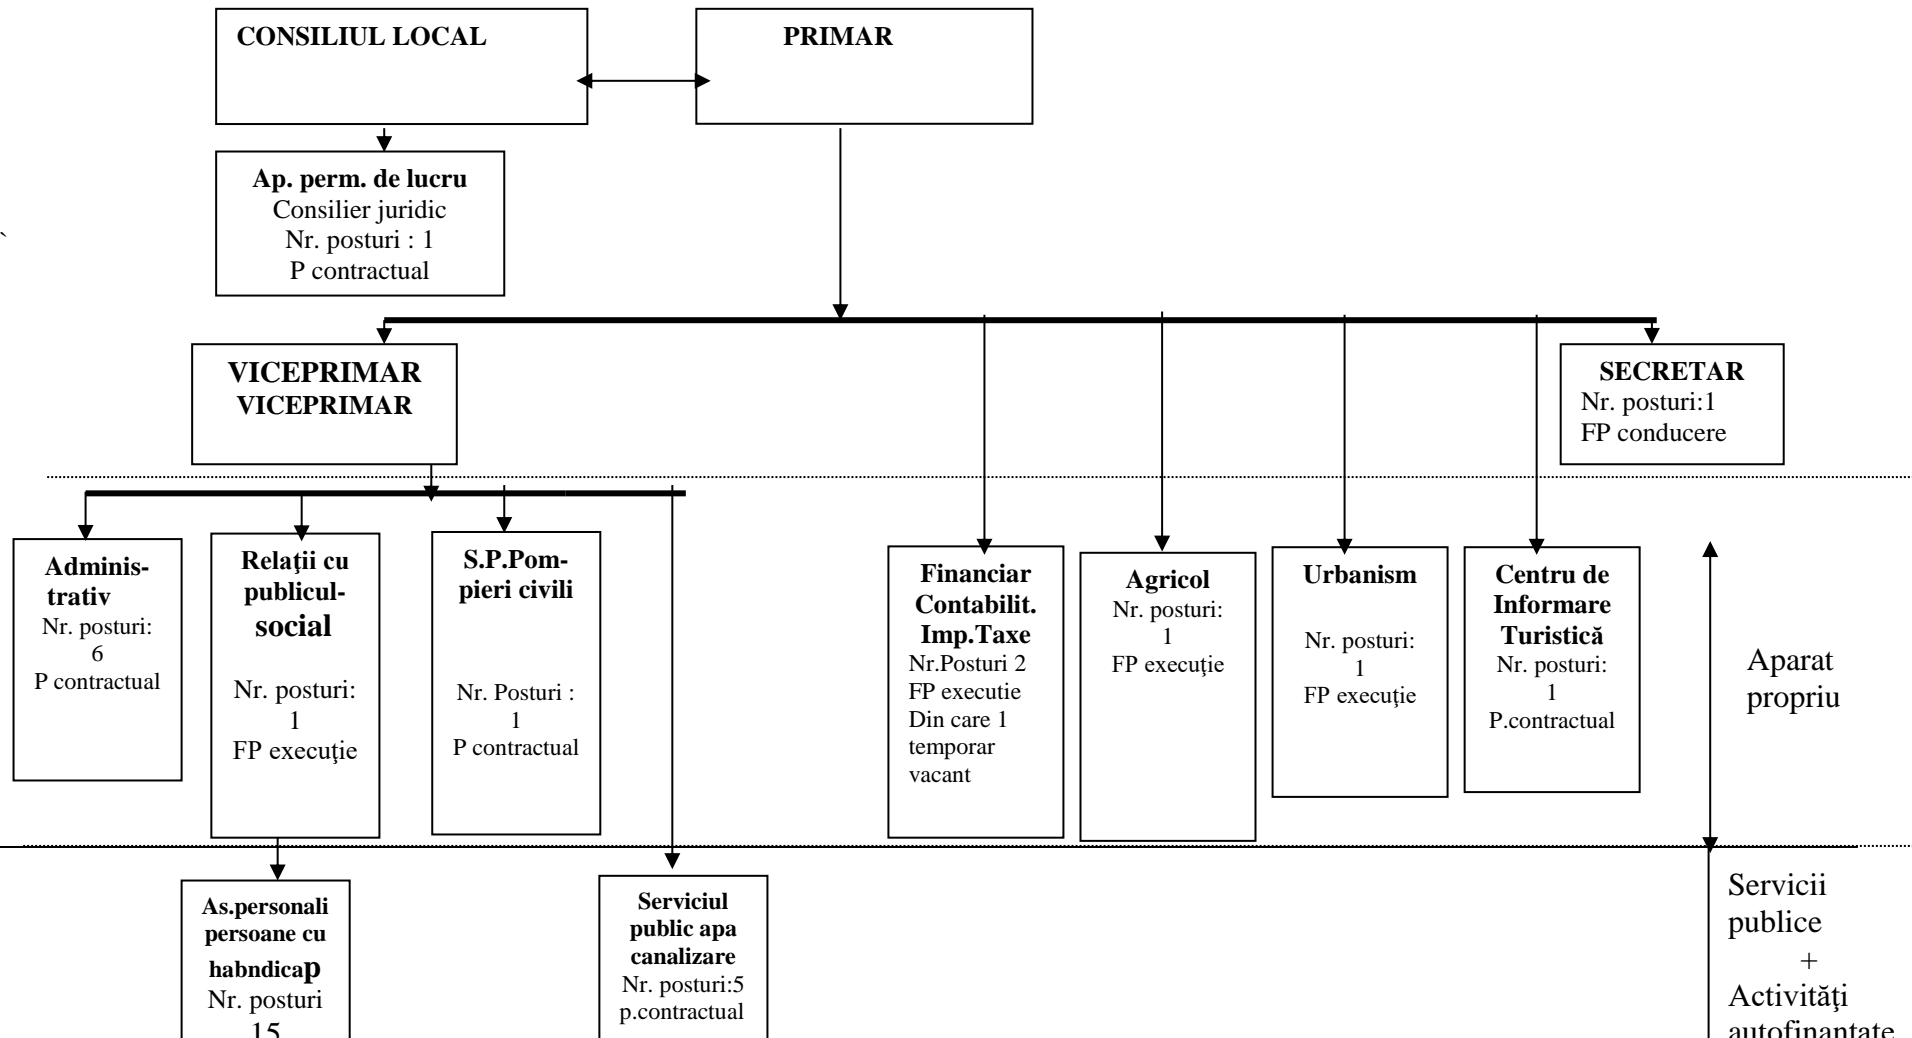 CONSILIUL LOCAL
PRIMAR
Ap. perm. de lucru
Consilier juridic
Nr. posturi : 1
P contractual
`
VICEPRIMAR
VICEPRIMAR
SECRETAR
Nr. posturi:1
FP conducere
Adminis-
trativ
Nr. posturi:
6
P contractual
Relaţii cu
publicul-
social
Nr. posturi:
1
FP execuţie
S.P.Pom-
pieri civili
Nr. Posturi :
1
P contractual
Financiar
Contabilit.
Imp.Taxe
Nr.Posturi 2
FP executie
Din care 1
temporar
vacant
Agricol
Nr. posturi:
1
FP execuţie
Urbanism
Nr. posturi:
1
FP execuţie
Centru de
Informare
Turistică
Nr. posturi:
1
P.contractual
Aparat
propriu
As.personali
persoane cu
habndicap
Nr. posturi
15
Serviciul
public apa
canalizare
Nr. posturi:5
p.contractual
Servicii
publice
+
Activităţi
autofinanţate